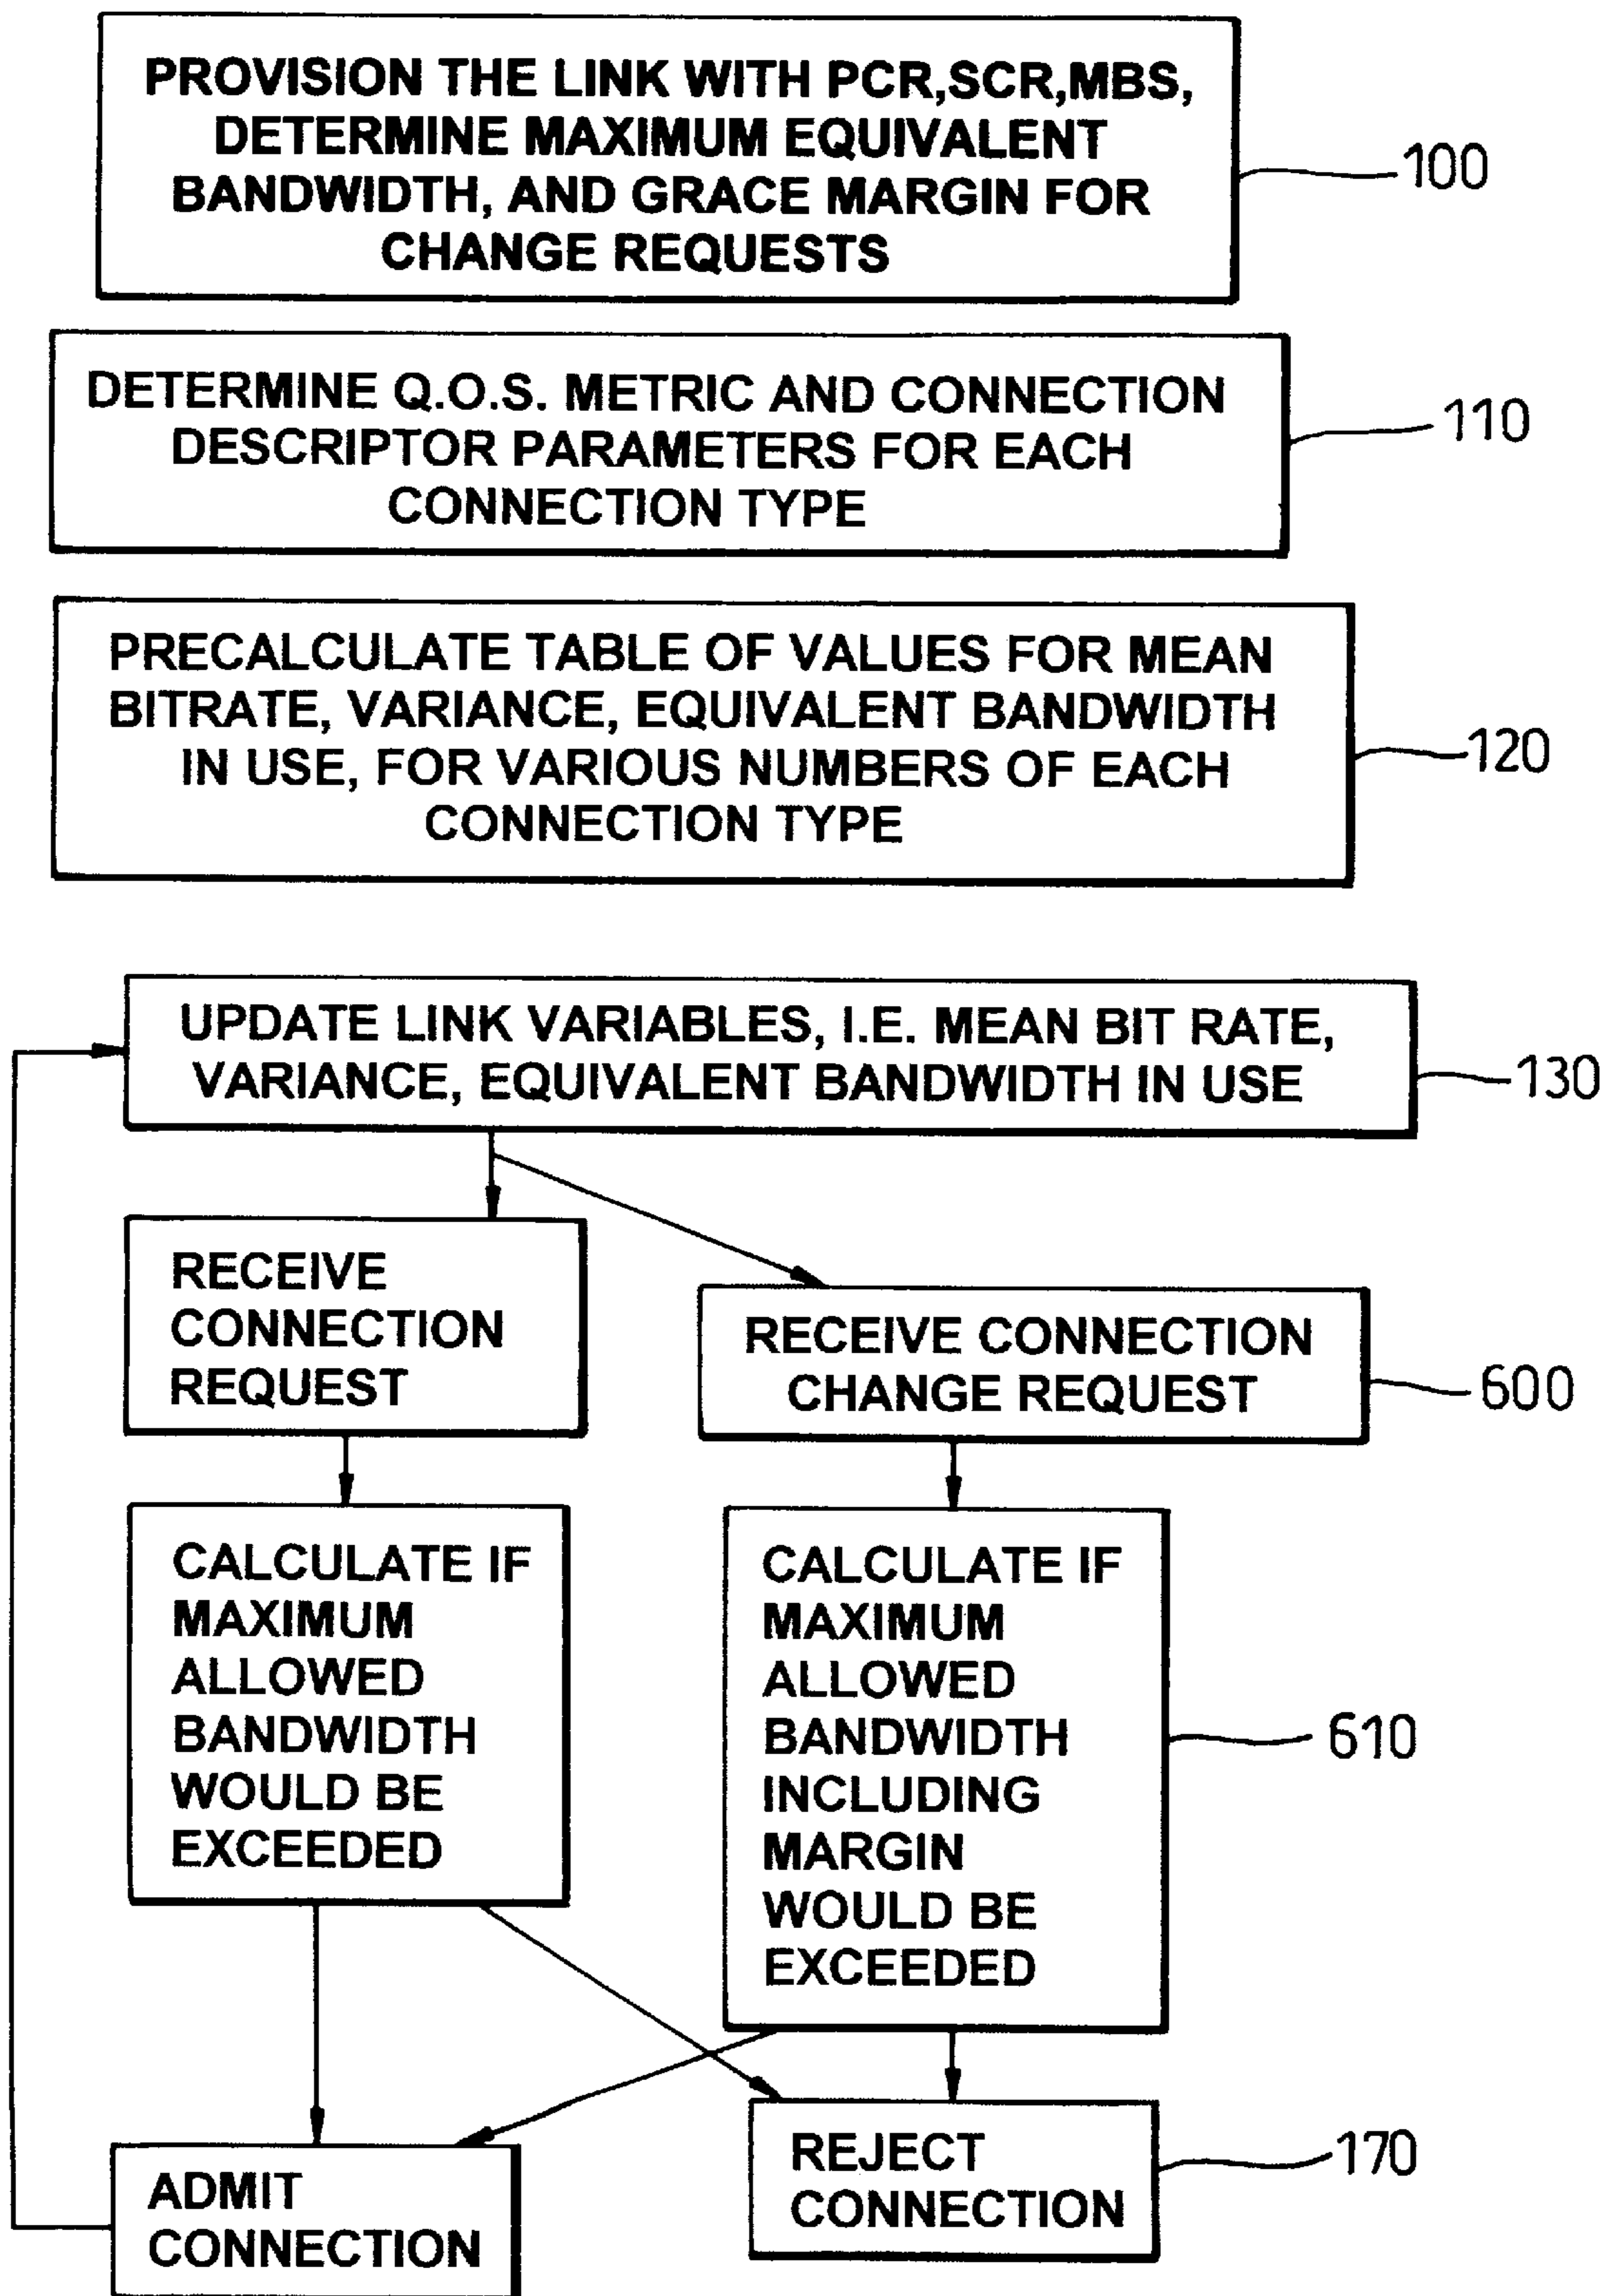 PROVISION THE LINK WITH PCR,SCR,MBS,
DETERMINE MAXIMUM EQUIVALENT
BANDWIDTH, AND GRACE MARGIN FOR
CHANGE REQUESTS
100
DETERMINE Q.O.S. METRIC AND CONNECTION
DESCRIPTOR PARAMETERS FOR EACH
CONNECTION TYPE
110
PRECALCULATE TABLE OF VALUES FOR MEAN
BITRATE, VARIANCE, EQUIVALENT BANDWIDTH
IN USE, FOR VARIOUS NUMBERS OF EACH
CONNECTION TYPE
120
UPDATE LINK VARIABLES, I.E. MEAN BIT RATE,
VARIANCE, EQUIVALENT BANDWIDTH IN USE
130
RECEIVE
CONNECTION
REQUEST
RECEIVE CONNECTION
CHANGE REQUEST
600
CALCULATE IF
MAXIMUM
ALLOWED
BANDWIDTH
WOULD BE
EXCEEDED
CALCULATE IF
MAXIMUM
ALLOWED
BANDWIDTH
INCLUDING
MARGIN
WOULD BE
EXCEEDED
610
ADMIT
CONNECTION
REJECT
CONNECTION
170